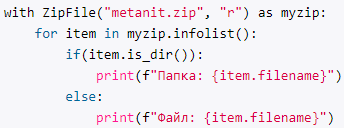 with ZipFile("metanit.zip", "r") as myzip:
    for item in myzip.infolist():
        if(item.is_dir()):
            print(f"Папка: {item.filename}")
        else:
            print(f"Файл: {item.filename}")